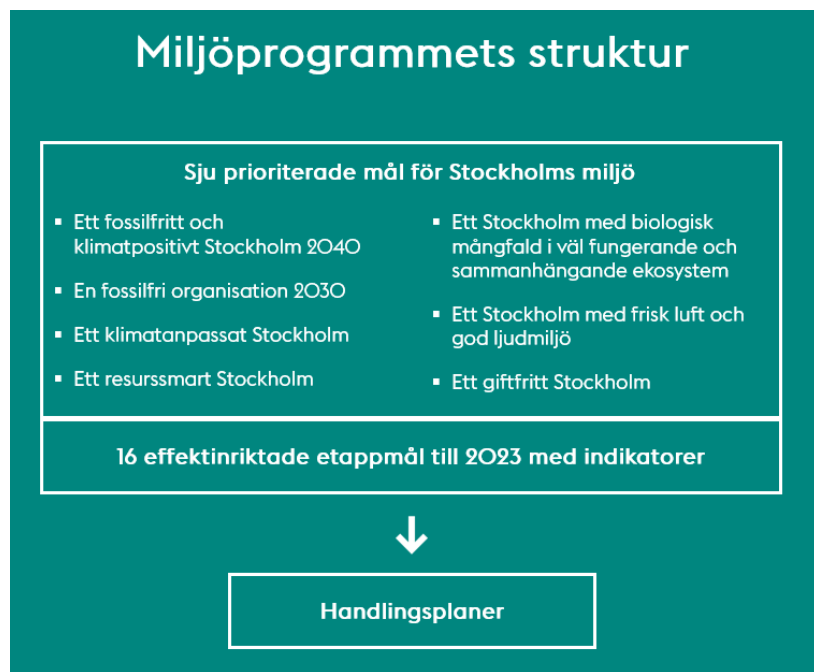 Miljöprogrammets struktur
Sju prioriterade mål för Stockholms miljö
▪ Ett fossilfritt och
klimatpositivt Stockholm 2040
▪ En fossilfri organisation 2030
▪ Ett klimatanpassat Stockholm
▪ Ett resurssmart Stockholm
▪ Ett Stockholm med biologisk
mångfald i väl fungerande och
sammanhängande ekosystem
▪ Ett Stockholm med frisk luft och
god ljudmiljö
▪ Ett giftfritt Stockholm
16 effektinriktade etappmål till 2023 med indikatorer
Handlingsplaner